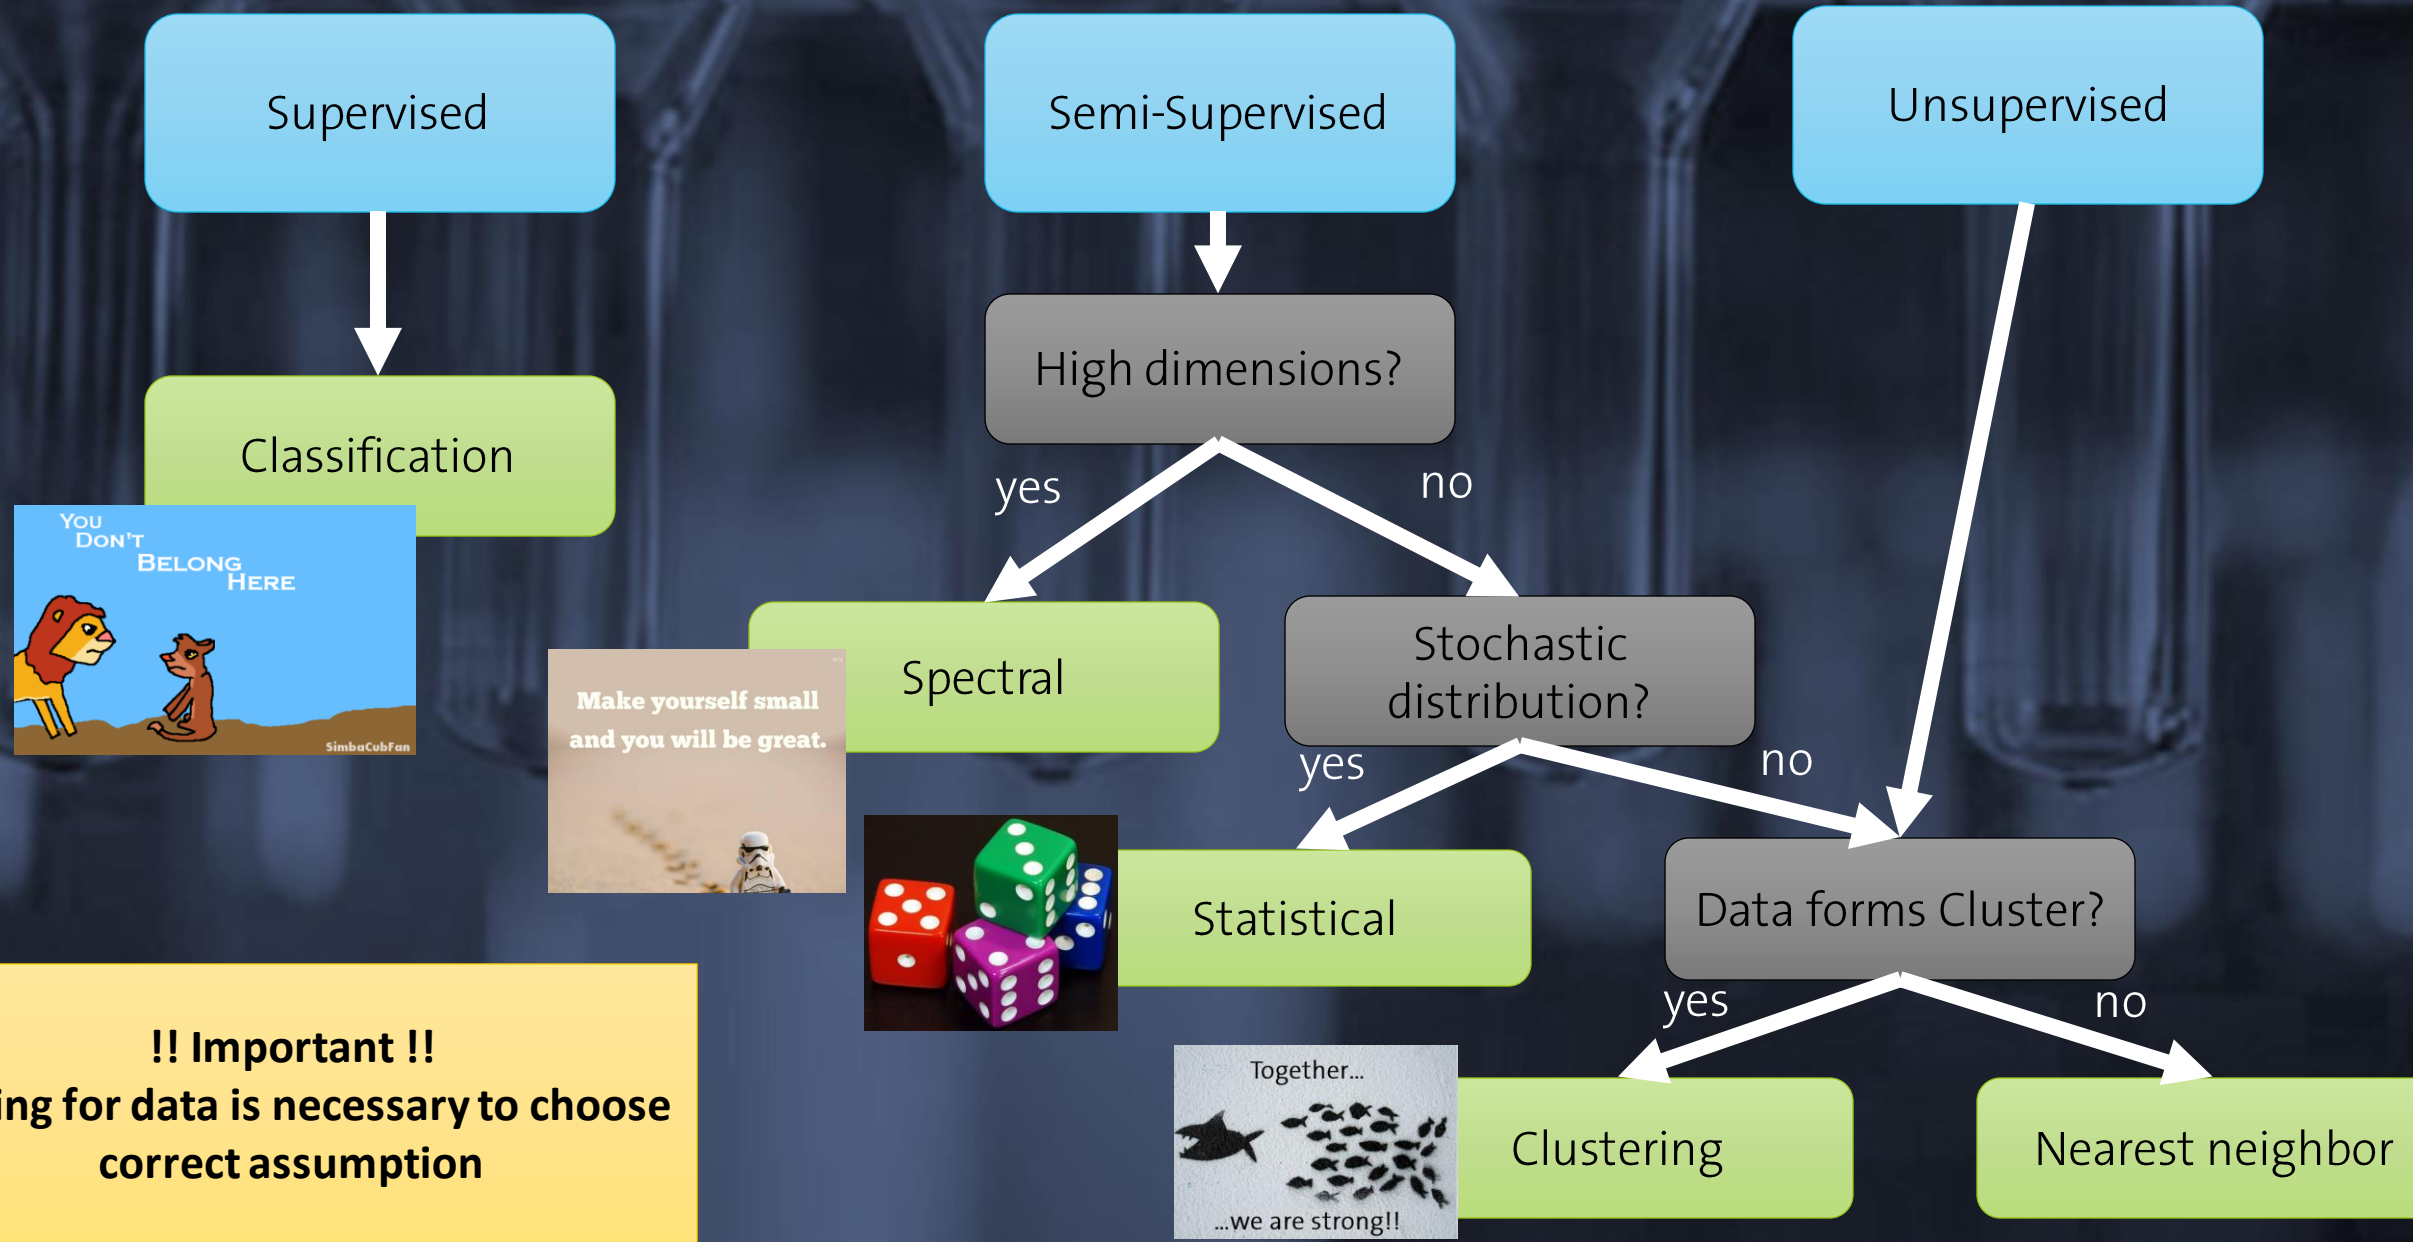 Supervised
Semi-Supervised
Unsupervised
High dimensions?
Classification
yes
no
YOU
DON'T
BELONG
HERE
SimbaCubFan
Spectral
Stochastic
distribution?
Make yourself small
and you will be great.
yes
no
Statistical
Data forms Cluster?
yes
no
!! Important !!
for data is necessary to choose
correct assumption
Together...
...we are strong!!
Clustering
Nearest neighbor